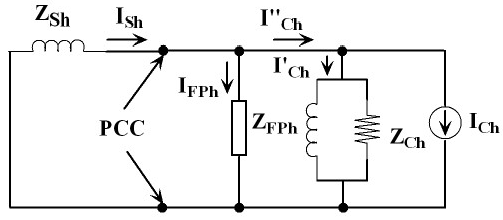 Z_Sh
I_Sh
I"_Ch
I'_Ch
I_FPh
PCC
Z_FPh
Z_Ch
I_Ch